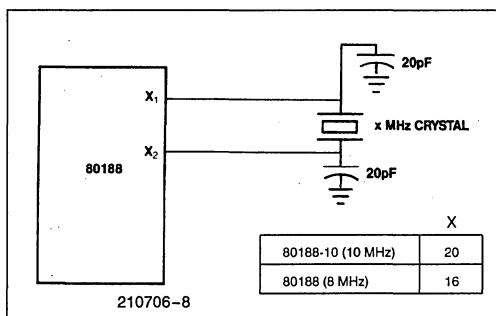 20pF
X₁
x MHz CRYSTAL
X₂
80188
20pF
X
80188-10 (10 MHz) 20
80188 (8 MHz) 16
210706-8